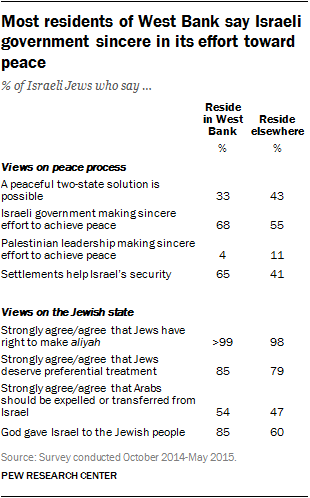 Most residents of West Bank say Israeli
government sincere in its effort toward
peace
% of Israeli Jews who say ...
Reside in West Bank
Reside elsewhere
% %
Views on peace process
A peaceful two-state solution is
possible 33 43
Israeli government making sincere
effort to achieve peace 68 55
Palestinian leadership making sincere
effort to achieve peace 4 11
Settlements help Israel's security 65 41
Views on the Jewish state
Strongly agree/agree that Jews have
right to make aliyah >99 98
Strongly agree/agree that Jews
deserve preferential treatment 85 79
Strongly agree/agree that Arabs
should be expelled or transferred from
Israel 54 47
God gave Israel to the Jewish people 85 60
Source: Survey conducted October 2014-May 2015.
PEW RESEARCH CENTER